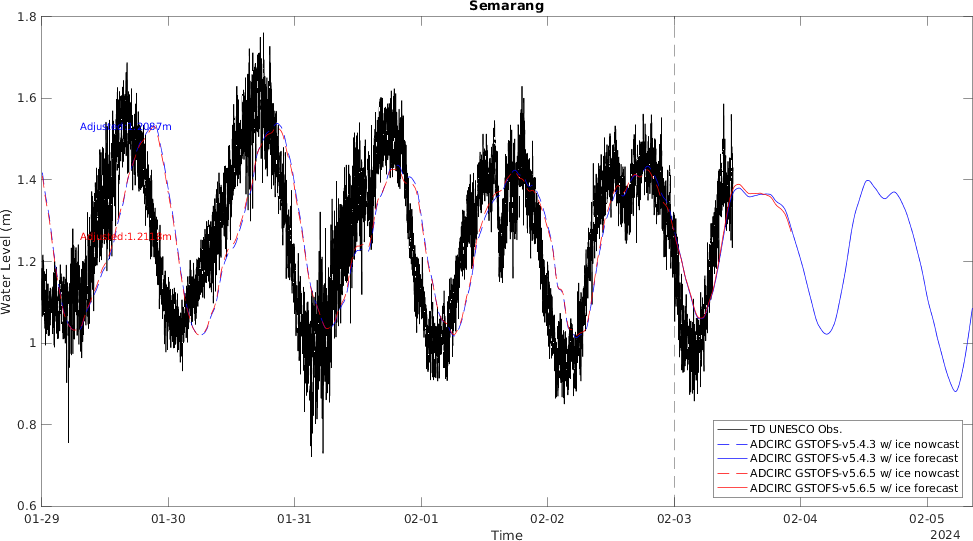 Semarang
1.8
1.6
1.4
1.2
1
0.8
0.6
Water Level (m)
m
m
TD UNESCO Obs.
ADCIRC GSTOFS-v5.4.3 w/ ice nowcast
ADCIRC GSTOFS-v5.4.3 w/ ice forecast
ADCIRC GSTOFS-v5.6.5 w/ ice nowcast
ADCIRC GSTOFS-v5.6.5 w/ ice forecast
01-29 01-30 01-31 02-01 02-02 02-03 02-04 02-05
Time
2024